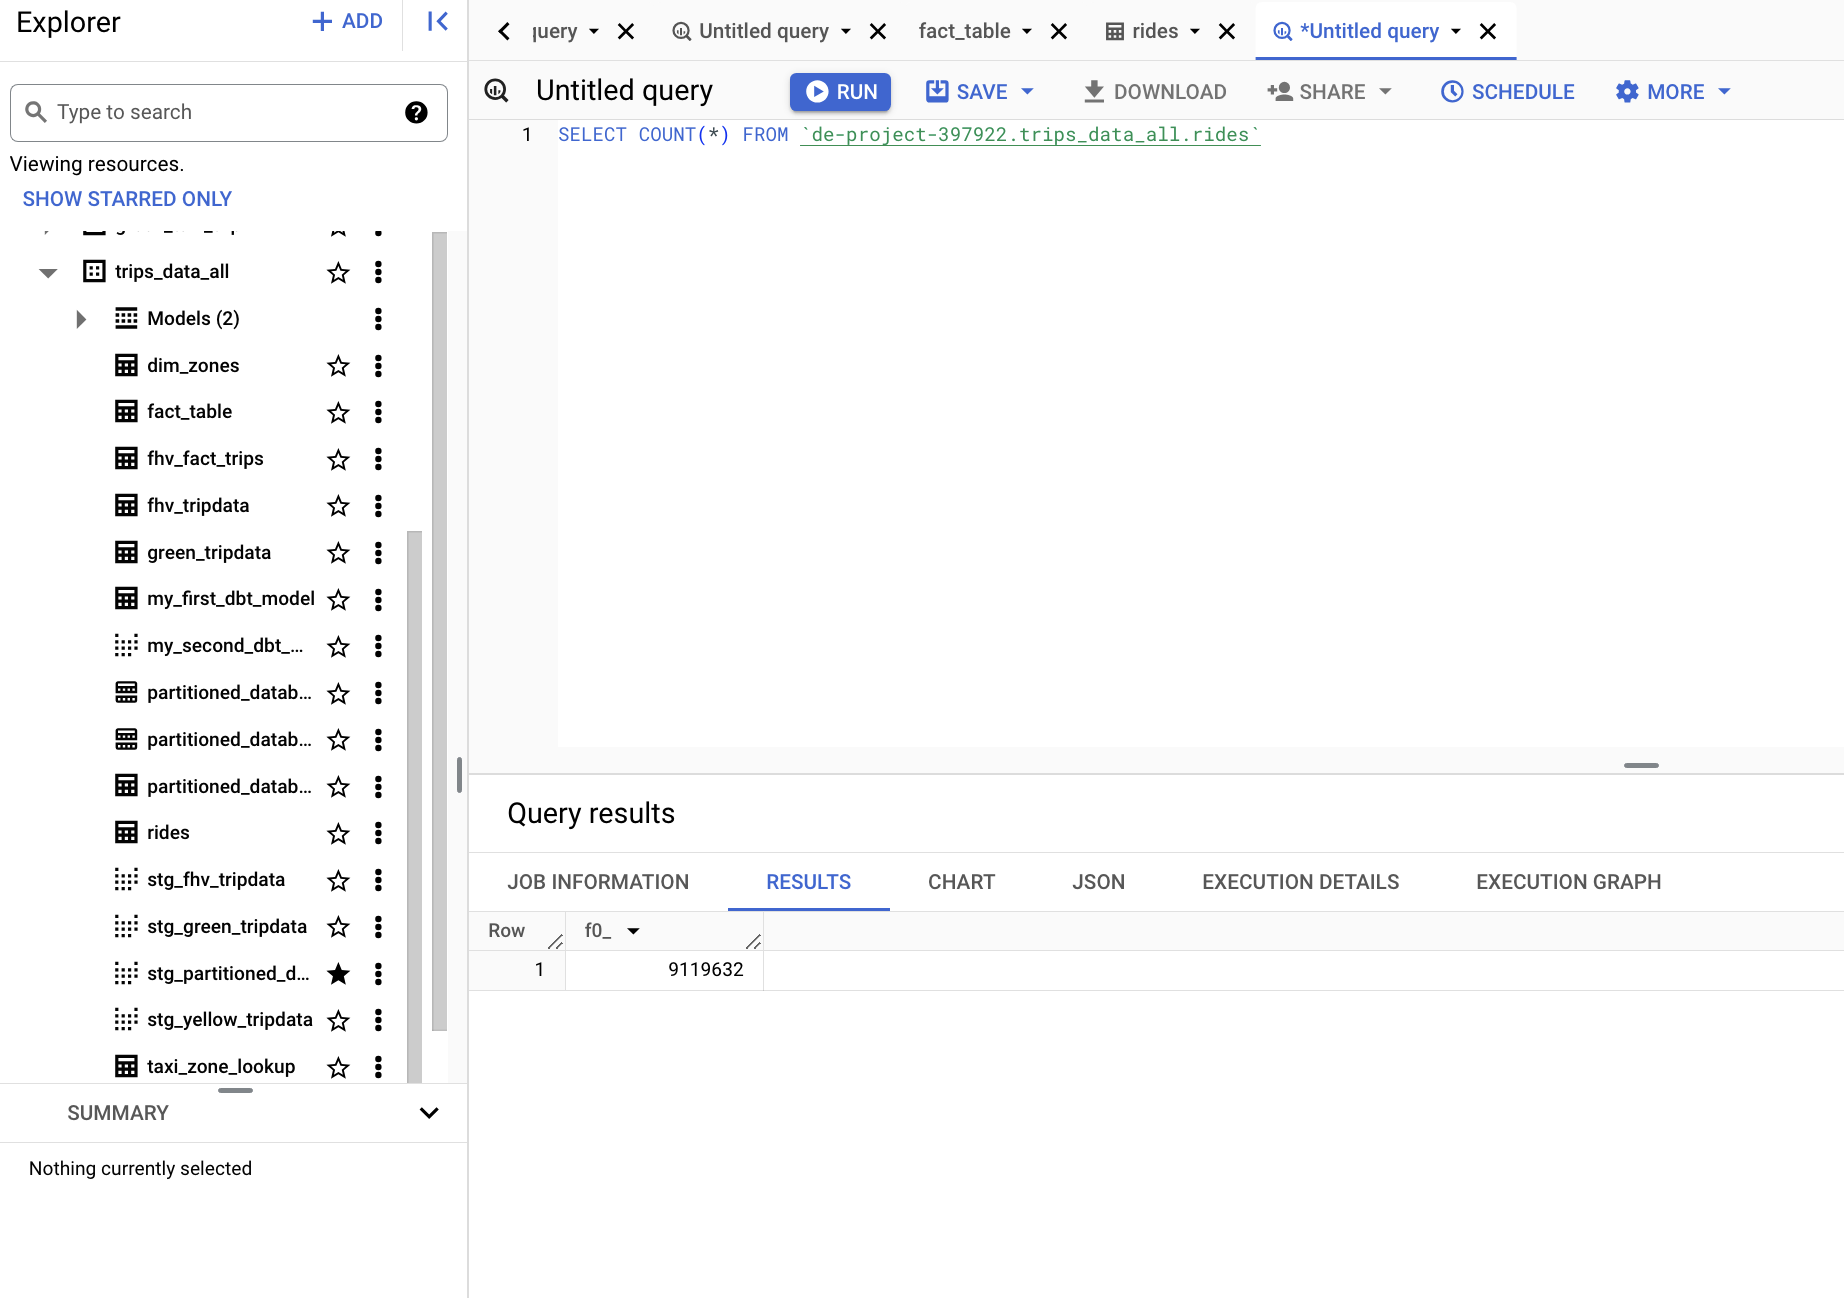 Explorer
+ ADD
Type to search
Viewing resources.
SHOW STARRED ONLY
trips_data_all
Models (2)
dim_zones
fact_table
fhv_fact_trips
fhv_tripdata
green_tripdata
my_first_dbt_model
my_second_dbt_...
partitioned_datab...
partitioned_datab...
partitioned_datab...
rides
stg_fhv_tripdata
stg_green_tripdata
stg_partitioned_d...
stg_yellow_tripdata
taxi_zone_lookup
SUMMARY
Nothing currently selected
Untitled query fact_table rides *Untitled query
Untitled query RUN SAVE DOWNLOAD SHARE SCHEDULE MORE
1 SELECT COUNT(*) FROM `de-project-397922.trips_data_all.rides`
Query results
JOB INFORMATION RESULTS CHART JSON EXECUTION DETAILS EXECUTION GRAPH
Row f0_
1 9119632